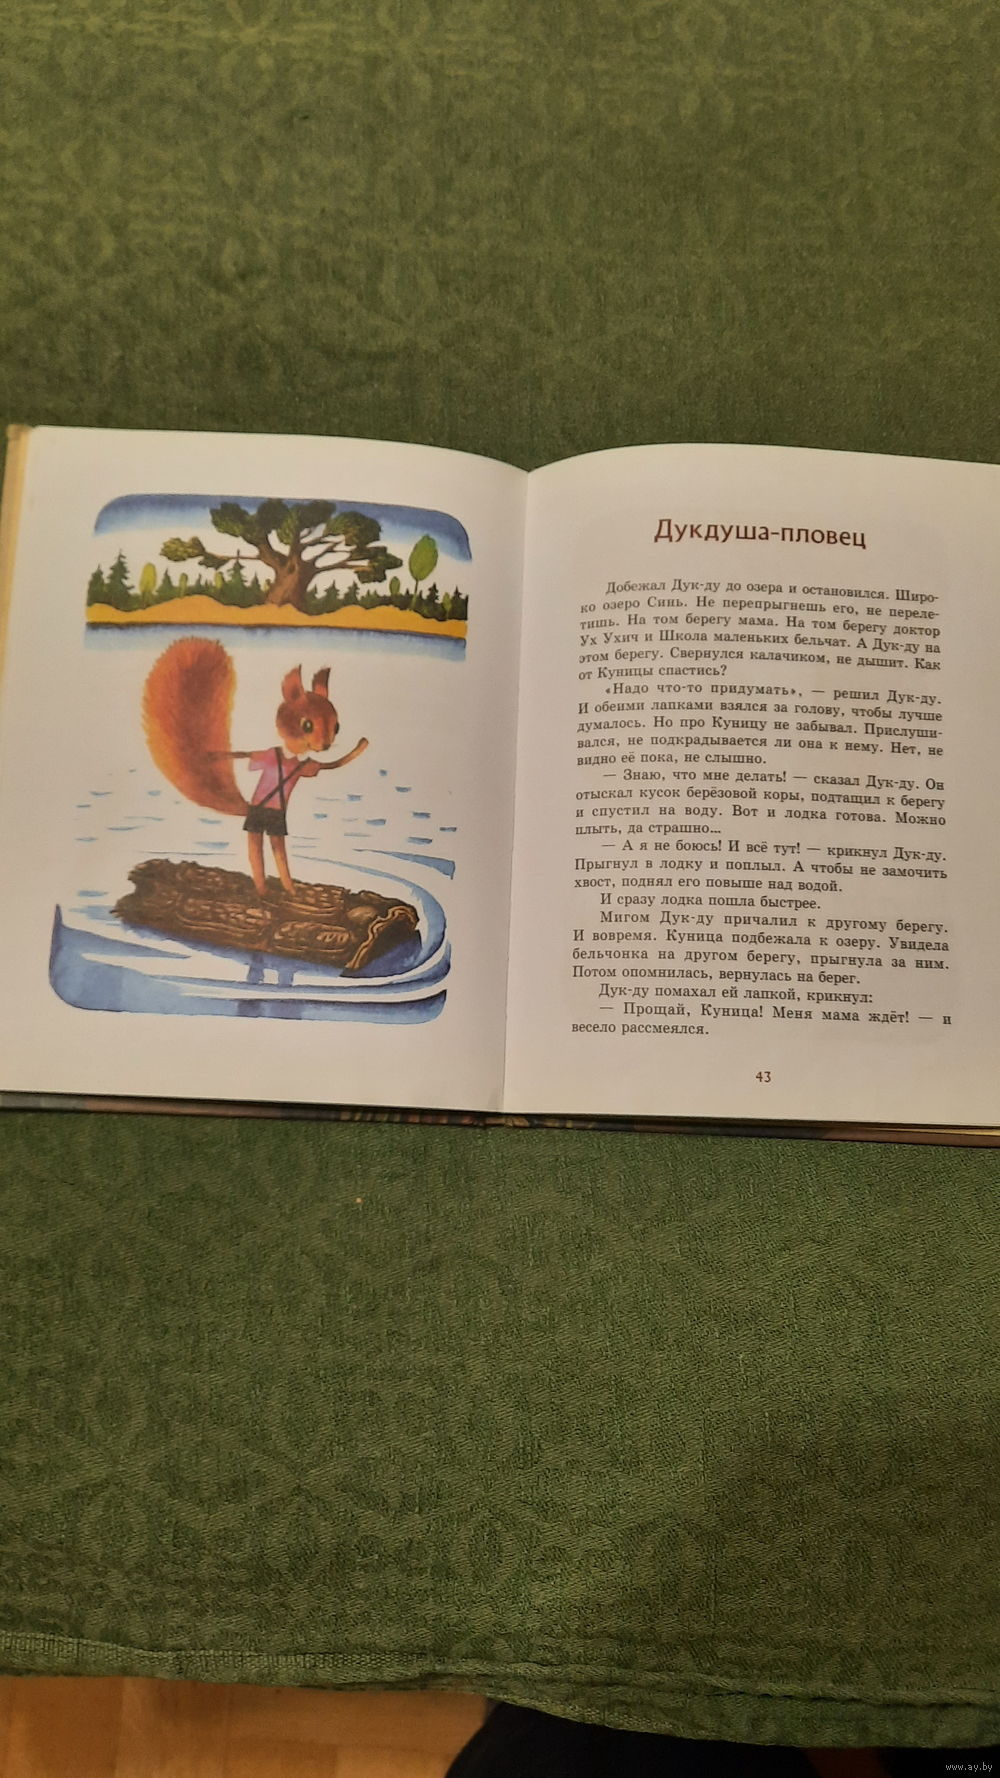 Дукдуша-пловец
Добежал Дук-ду до озера и остановился. Широ-
ко озеро Синь. Не перепрыгнешь его, не переле-
тишь. На том берегу мама. На том берегу доктор
Ух Ухич и Школа маленьких бельчат. А Дук-ду на
этом берегу. Свернулся калачиком, не дышит. Как
от Куницы спастись?
«Надо что-то придумать», — решил Дук-ду.
И обеими лапками взялся за голову, чтобы лучше
думалось. Но про Куницу не забывал. Прислуши-
вался, не подкрадывается ли она к нему. Нет, не
видно её пока, не слышно.
— Знаю, что мне делать! — сказал Дук-ду. Он
отыскал кусок берёзовой коры, подтащил к берегу
и спустил на воду. Вот и лодка готова. Можно
плыть, да страшно...
— А я не боюсь! И всё тут! — крикнул Дук-ду.
Прыгнул в лодку и поплыл. А чтобы не замочить
хвост, поднял его повыше над водой.
И сразу лодка пошла быстрее.
Мигом Дук-ду причалил к другому берегу.
И вовремя. Куница подбежала к озеру. Увидела
бельчонка на другом берегу, прыгнула за ним.
Потом опомнилась, вернулась на берег.
Дук-ду помахал ей лапкой, крикнул:
— Прощай, Куница! Меня мама ждёт! — и
весело рассмеялся.
43
www.ay.by